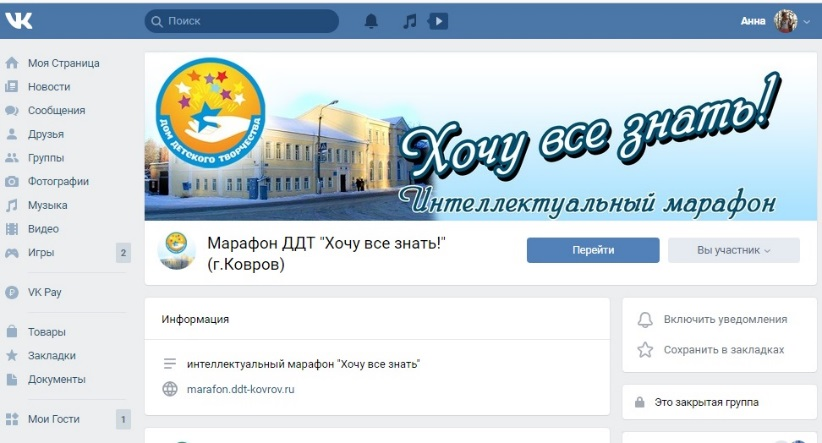 Поиск
Анна
Моя Страница
Новости
Сообщения
Друзья
Группы
Фотографии
Музыка
Видео
Игры
2
VK Pay
Товары
Закладки
Документы
Мои Гости
1
ДОМ ДЕТСКОГО ТВОРЧЕСТВА
Хочу все знать!
Интеллектуальный марафон
Марафон ДДТ "Хочу все знать!"
(г.Ковров)
Перейти
Вы участник
Информация
интеллектуальный марафон "Хочу все знать"
marafon.ddt-kovrov.ru
Включить уведомления
Сохранить в закладках
Это закрытая группа